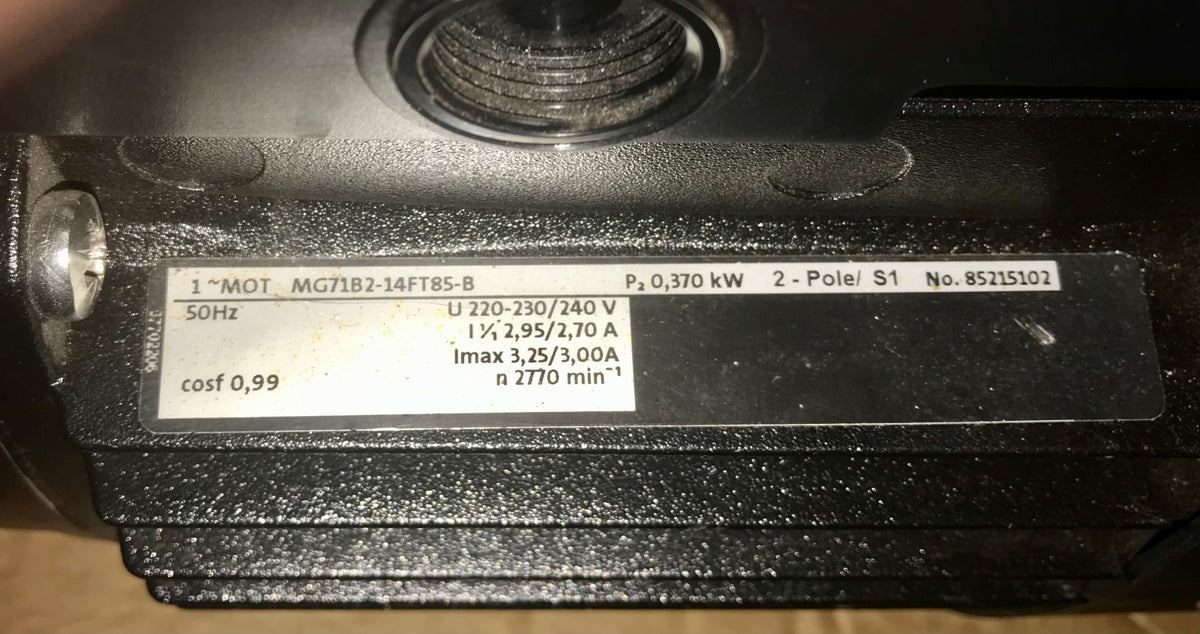 1 ~MOT MG71B2-14FT85-B P₂ 0,370 kW 2 - Pole/ S1 No. 85215102
50Hz U 220-230/240 V
I 1/1 2,95/2,70 A
Imax 3,25/3,00A
cosf 0,99 n 2770 min⁻¹